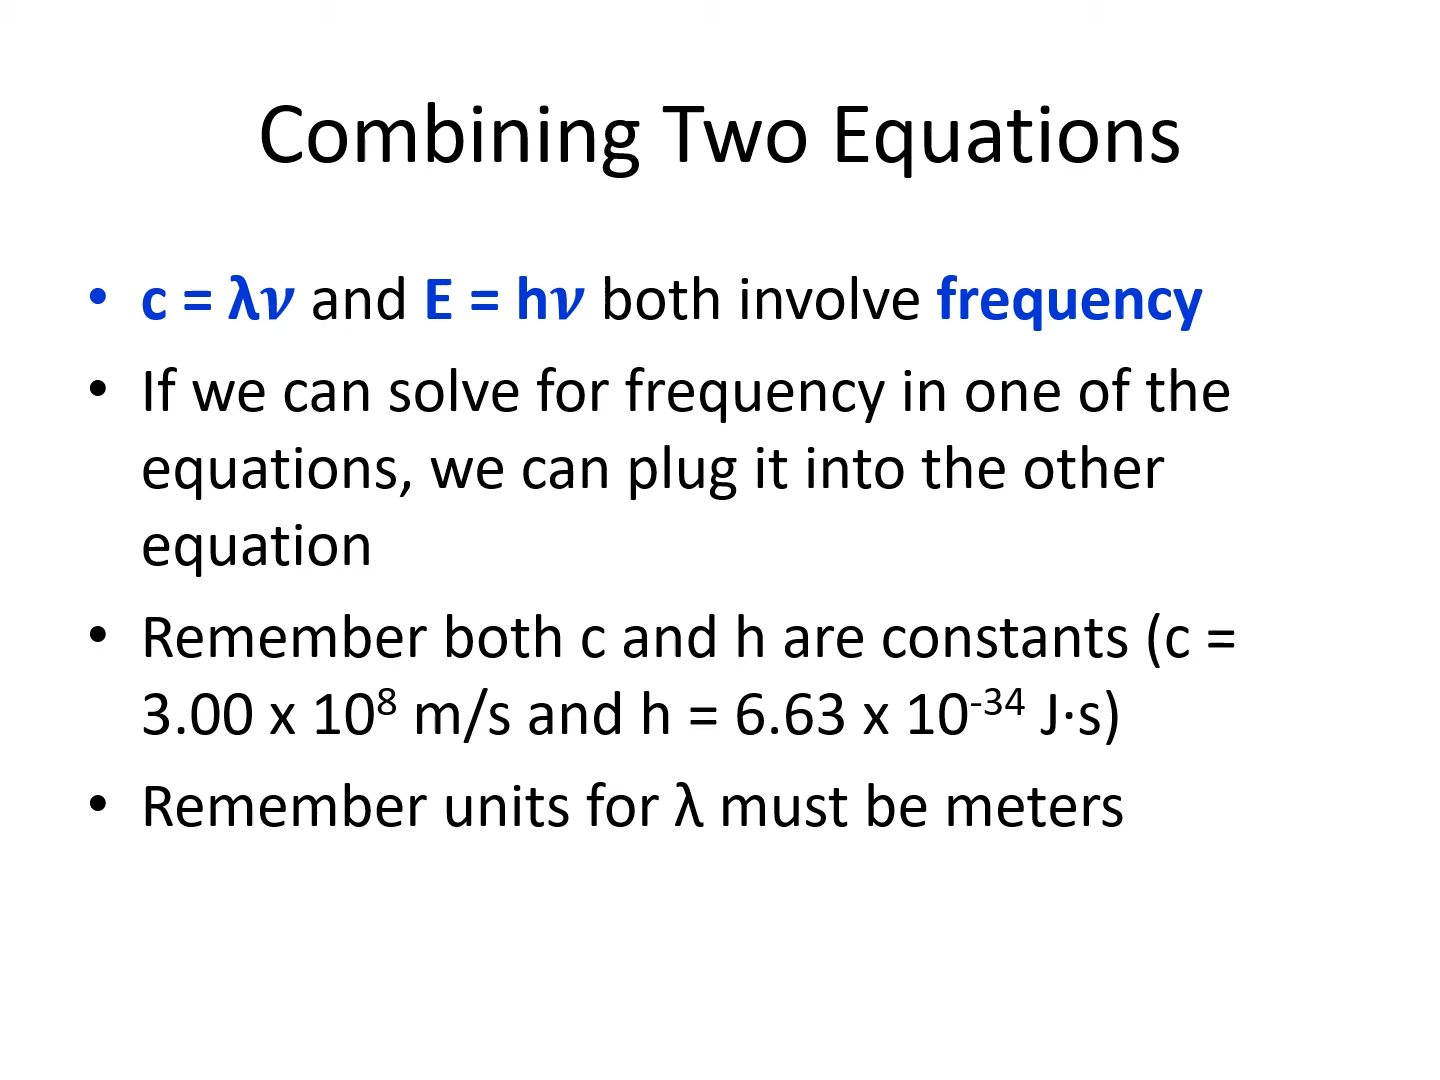 Combining Two Equations
• c = λν and E = hν both involve frequency
• If we can solve for frequency in one of the
equations, we can plug it into the other
equation
• Remember both c and h are constants (c =
3.00 x 10⁸ m/s and h = 6.63 x 10⁻³⁴ J·s)
• Remember units for λ must be meters